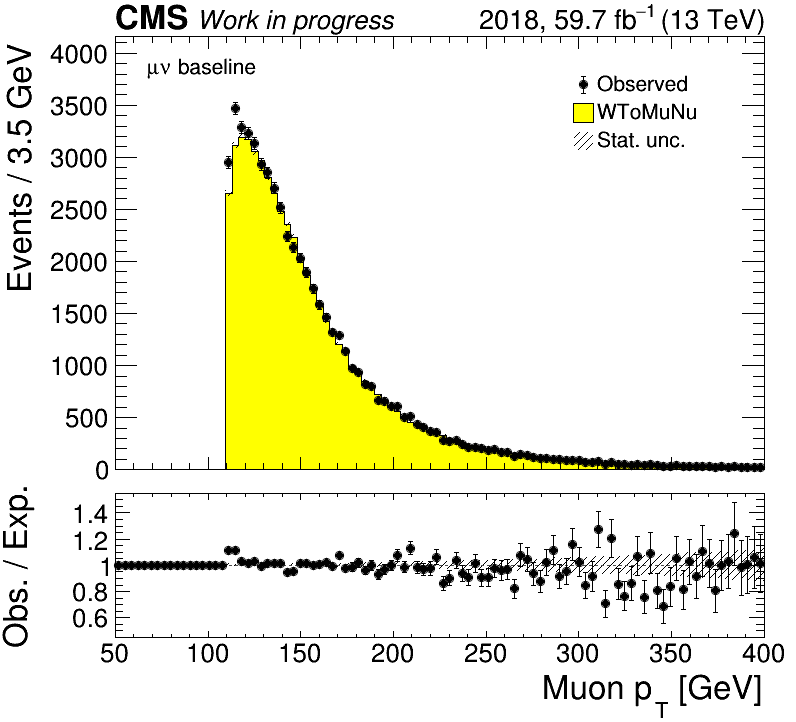 CMS Work in progress 2018, 59.7 fb−1 (13 TeV)
μν baseline
Observed
WToMuNu
Stat. unc.
Events / 3.5 GeV
4000
3500
3000
2500
2000
1500
1000
500
0
Obs. / Exp.
1.4
1.2
1
0.8
0.6
50 100 150 200 250 300 350 400
Muon pT [GeV]